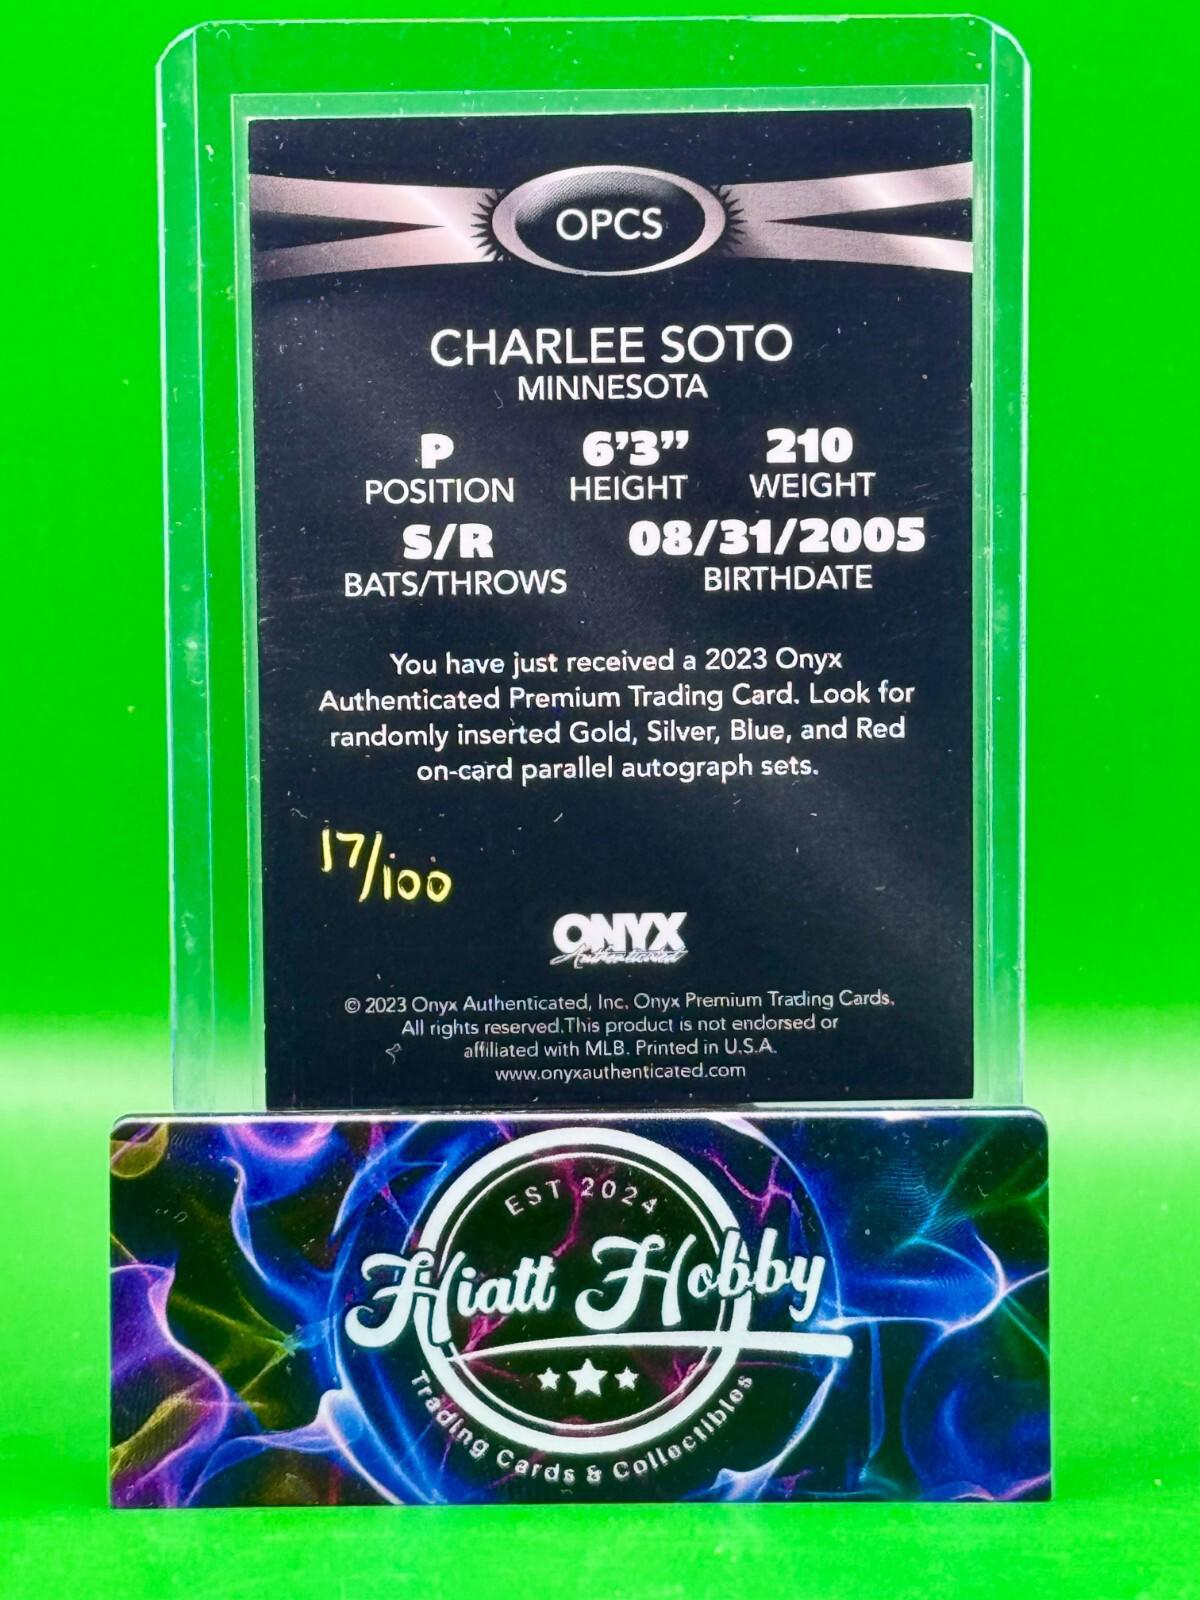 OPCS
CHARLEE SOTO
MINNESOTA
P 6'3" 210
POSITION HEIGHT WEIGHT
S/R 08/31/2005
BATS/THROWS BIRTHDATE
You have just received a 2023 Onyx
Authenticated Premium Trading Card. Look for
randomly inserted Gold, Silver, Blue, and Red
on-card parallel autograph sets.
17/100
ONYX
Authenticated
© 2023 Onyx Authenticated, Inc. Onyx Premium Trading Cards.
All rights reserved.This product is not endorsed or
affiliated with MLB. Printed in U.S.A.
www.onyxauthenticated.com
EST 2024
Hiatt Hobby
Trading Cards & Collectibles